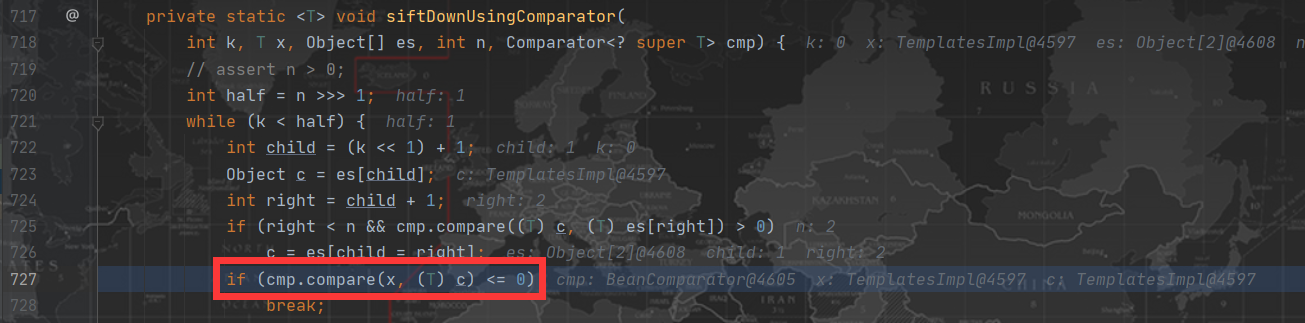 717 @ private static <T> void siftDownUsingComparator(
718 int k, T x, Object[] es, int n, Comparator<? super T> cmp) { k: 0 x: TemplatesImpl@4597 es: Object[2]@4608 n
719 // assert n > 0;
720 int half = n >>> 1; half: 1
721 while (k < half) { half: 1
722 int child = (k << 1) + 1; child: 1 k: 0
723 Object c = es[child]; c: TemplatesImpl@4597
724 int right = child + 1; right: 2
725 if (right < n && cmp.compare((T) c, (T) es[right]) > 0) n: 2
726 c = es[child = right]; es: Object[2]@4608 child: 1 right: 2
727 if (cmp.compare(x, (T) c) <= 0) cmp: BeanComparator@4605 x: TemplatesImpl@4597 c: TemplatesImpl@4597
728 break;
RUSSIA
KAZAKHSTAN
MONGOLIA
IRAN